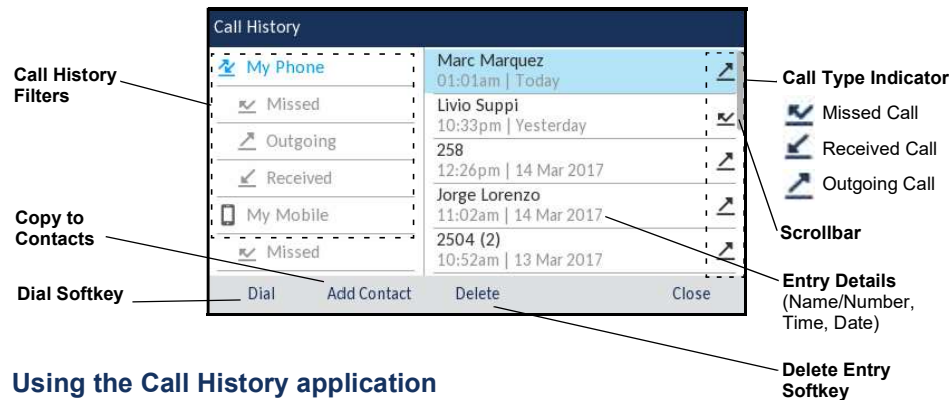 Call History
Call History
Filters
Copy to
Contacts
Dial Softkey
My Phone
Missed
Outgoing
Received
My Mobile
Missed
Marc Marquez
01:01am | Today
Livio Suppi
10:33pm | Yesterday
258
12:26pm | 14 Mar 2017
Jorge Lorenzo
11:02am | 14 Mar 2017
2504 (2)
10:52am | 13 Mar 2017
Dial Add Contact Delete Close
Call Type Indicator
Missed Call
Received Call
Outgoing Call
Scrollbar
Entry Details
(Name/Number,
Time, Date)
Delete Entry
Softkey
Using the Call History application